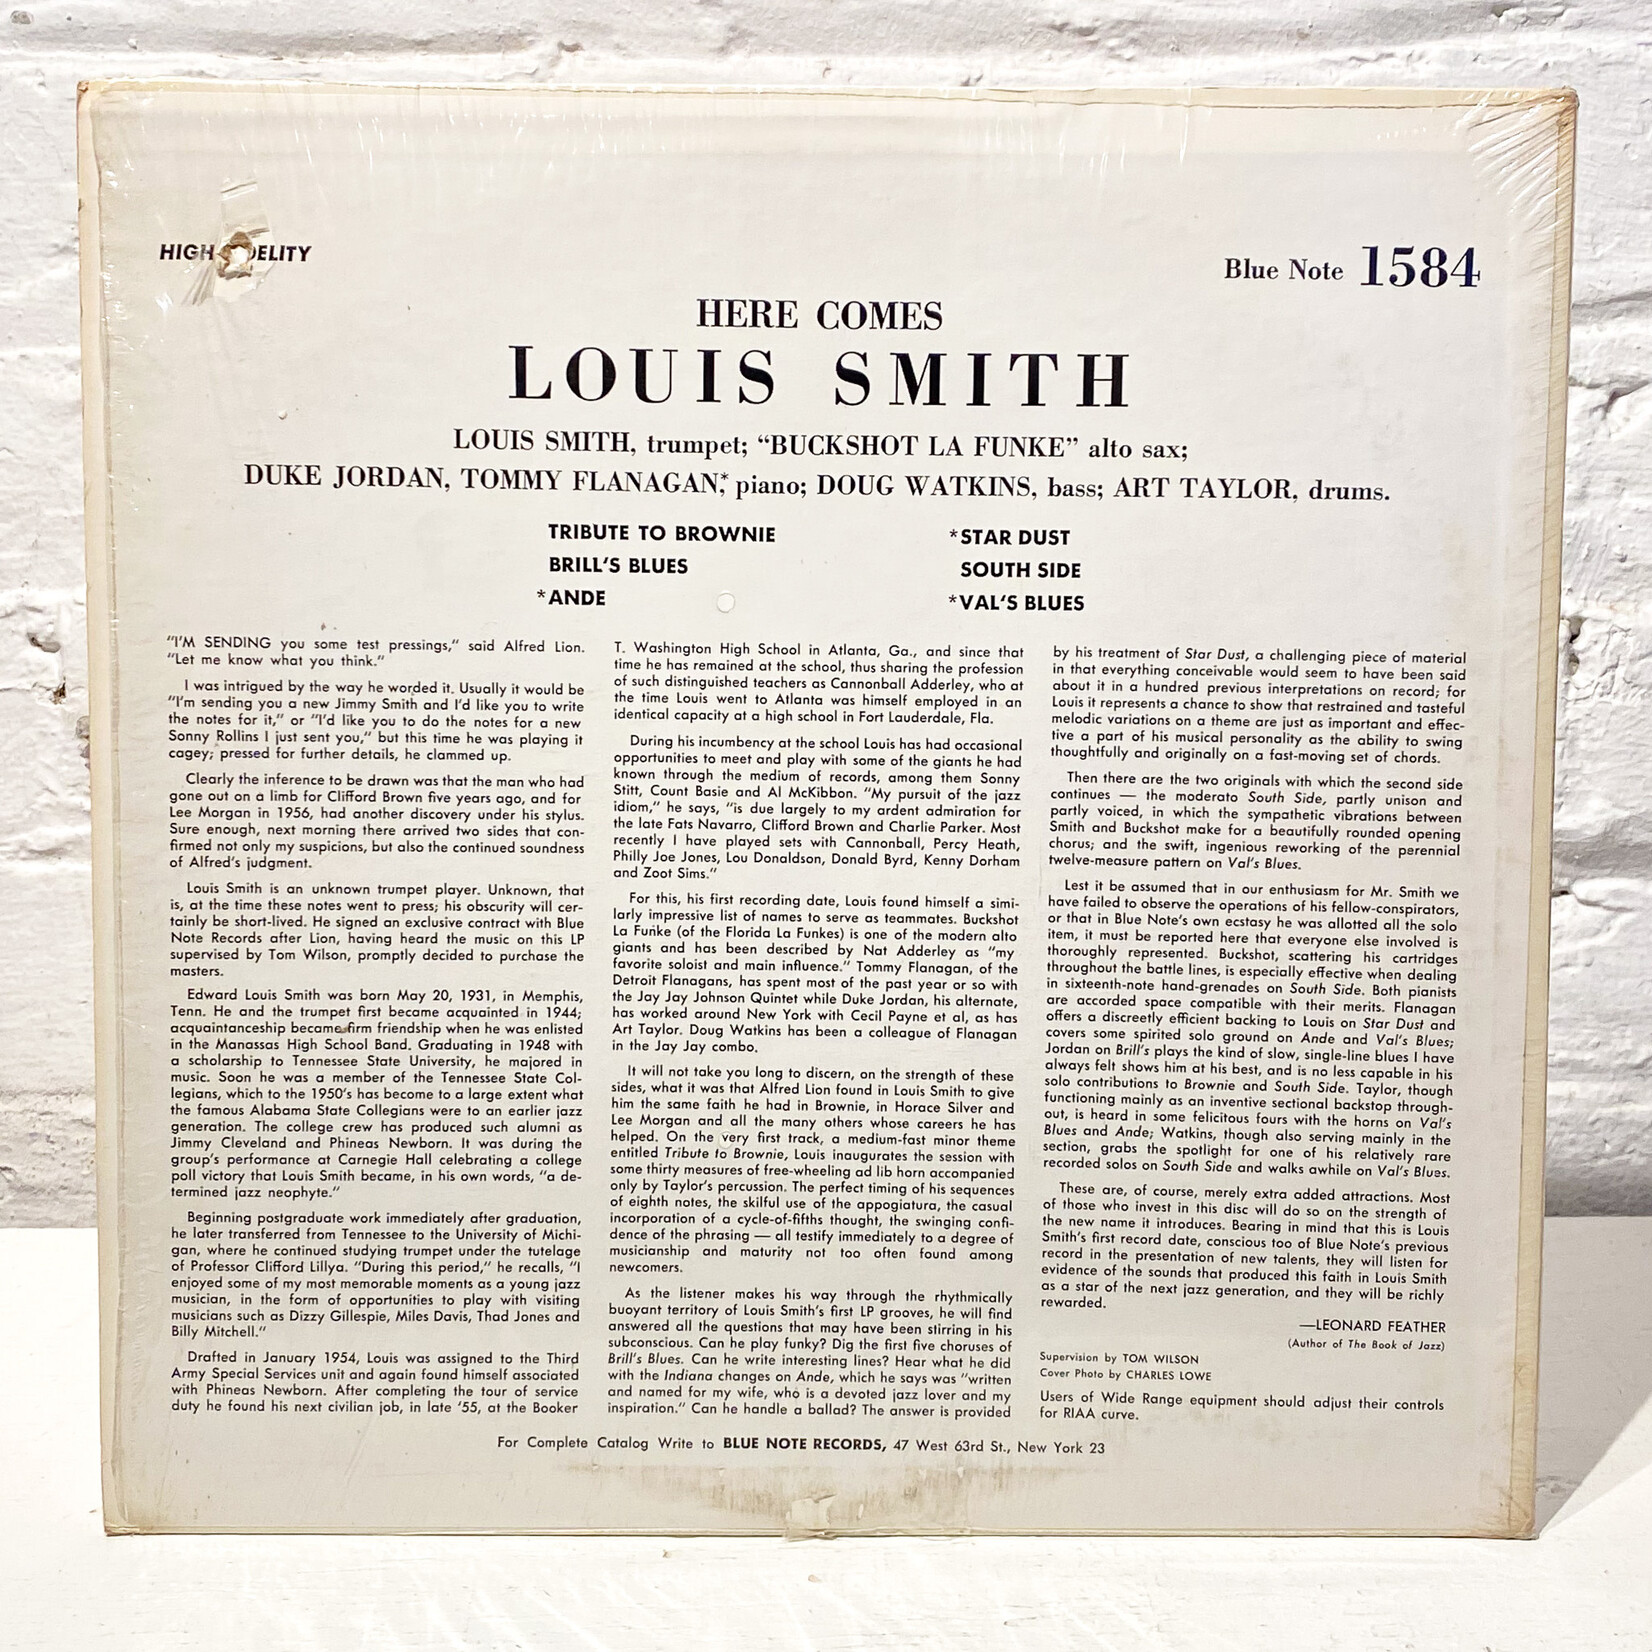 HIGH FIDELITY
Blue Note 1584
HERE COMES
LOUIS SMITH
LOUIS SMITH, trumpet; “BUCKSHOT LA FUNKE” alto sax;
DUKE JORDAN, TOMMY FLANAGAN,* piano; DOUG WATKINS, bass; ART TAYLOR, drums.
TRIBUTE TO BROWNIE
BRILL'S BLUES
*ANDE
*STAR DUST
SOUTH SIDE
*VAL'S BLUES
"I'M SENDING you some test pressings," said Alfred Lion.
"Let me know what you think."
I was intrigued by the way he worded it. Usually it would be
"I'm sending you a new Jimmy Smith and I'd like you to write
the notes for it," or "I'd like you to do the notes for a new
Sonny Rollins I just sent you," but this time he was playing it
cagey; pressed for further details, he clammed up.
Clearly the inference to be drawn was that the man who had
gone out on a limb for Clifford Brown five years ago, and for
Lee Morgan in 1956, had another discovery under his stylus.
Sure enough, next morning there arrived two sides that con-
firmed not only my suspicions, but also the continued soundness
of Alfred's judgment.
Louis Smith is an unknown trumpet player. Unknown, that
is, at the time these notes went to press; his obscurity will cer-
tainly be short-lived. He signed an exclusive contract with Blue
Note Records after Lion, having heard the music on this LP
supervised by Tom Wilson, promptly decided to purchase the
masters.
Edward Louis Smith was born May 20, 1931, in Memphis,
Tenn. He and the trumpet first became acquainted in 1944;
acquaintanceship became firm friendship when he was enlisted
in the Manassas High School Band. Graduating in 1948 with
a scholarship to Tennessee State University, he majored in
music. Soon he was a member of the Tennessee State Col-
legians, which to the 1950's has become to a large extent what
the famous Alabama State Collegians were to an earlier jazz
generation. The college crew has produced such alumni as
Jimmy Cleveland and Phineas Newborn. It was during the
group's performance at Carnegie Hall celebrating a college
poll victory that Louis Smith became, in his own words, "a de-
termined jazz neophyte."
Beginning postgraduate work immediately after graduation,
he later transferred from Tennessee to the University of Michi-
gan, where he continued studying trumpet under the tutelage
of Professor Clifford Lillya. "During this period," he recalls, "I
enjoyed some of my most memorable moments as a young jazz
musician, in the form of opportunities to play with visiting
musicians such as Dizzy Gillespie, Miles Davis, Thad Jones and
Billy Mitchell."
Drafted in January 1954, Louis was assigned to the Third
Army Special Services unit and again found himself associated
with Phineas Newborn. After completing the tour of service
duty he found his next civilian job, in late '55, at the Booker
T. Washington High School in Atlanta, Ga., and since that
time he has remained at the school, thus sharing the profession
of such distinguished teachers as Cannonball Adderley, who at
the time Louis went to Atlanta was himself employed in an
identical capacity at a high school in Fort Lauderdale, Fla.
During his incumbency at the school Louis has had occasional
opportunities to meet and play with some of the giants he had
known through the medium of records, among them Sonny
Stitt, Count Basie and Al McKibbon. "My pursuit of the jazz
idiom," he says, "is due largely to my ardent admiration for
the late Fats Navarro, Clifford Brown and Charlie Parker. Most
recently I have played sets with Cannonball, Percy Heath,
Philly Joe Jones, Lou Donaldson, Donald Byrd, Kenny Dorham
and Zoot Sims."
For this, his first recording date, Louis found himself a simi-
larly impressive list of names to serve as teammates. Buckshot
La Funke (of the Florida La Funkes) is one of the modern alto
giants and has been described by Nat Adderley as "my
favorite soloist and main influence." Tommy Flanagan, of the
Detroit Flanagans, has spent most of the past year or so with
the Jay Jay Johnson Quintet while Duke Jordan, his alternate,
has worked around New York with Cecil Payne et al, as has
Art Taylor. Doug Watkins has been a colleague of Flanagan
in the Jay Jay combo.
It will not take you long to discern, on the strength of these
sides, what it was that Alfred Lion found in Louis Smith to give
him the same faith he had in Brownie, in Horace Silver and
Lee Morgan and all the many others whose careers he has
helped. On the very first track, a medium-fast minor theme
entitled Tribute to Brownie, Louis inaugurates the session with
some thirty measures of free-wheeling ad lib horn accompanied
only by Taylor's percussion. The perfect timing of his sequences
of eighth notes, the skilful use of the appogiatura, the casual
incorporation of a cycle-of-fifths thought, the swinging confi-
dence of the phrasing — all testify immediately to a degree of
musicianship and maturity not too often found among
newcomers.
As the listener makes his way through the rhythmically
buoyant territory of Louis Smith's first LP grooves, he will find
answered all the questions that may have been stirring in his
subconscious. Can he play funky? Dig the first five choruses of
Brill's Blues. Can he write interesting lines? Hear what he did
with the Indiana changes on Ande, which he says was "written
and named for my wife, who is a devoted jazz lover and my
inspiration." Can he handle a ballad? The answer is provided
by his treatment of Star Dust, a challenging piece of material
in that everything conceivable would seem to have been said
about it in a hundred previous interpretations on record; for
Louis it represents a chance to show that restrained and tasteful
melodic variations on a theme are just as important and effec-
tive a part of his musical personality as the ability to swing
thoughtfully and originally on a fast-moving set of chords.
Then there are the two originals with which the second side
continues — the moderato South Side, partly unison and
partly voiced, in which the sympathetic vibrations between
Smith and Buckshot make for a beautifully rounded opening
chorus; and the swift, ingenious reworking of the perennial
twelve-measure pattern on Val's Blues.
Lest it be assumed that in our enthusiasm for Mr. Smith we
have failed to observe the operations of his fellow-conspirators,
or that in Blue Note's own ecstasy he was allotted all the solo
item, it must be reported here that everyone else involved is
thoroughly represented. Buckshot, scattering his cartridges
throughout the battle lines, is especially effective when dealing
in sixteenth-note hand-grenades on South Side. Both pianists
are accorded space compatible with their merits. Flanagan
offers a discreetly efficient backing to Louis on Star Dust and
covers some spirited solo ground on Ande and Val's Blues;
Jordan on Brill's plays the kind of slow, single-line blues I have
always felt shows him at his best, and is no less capable in his
solo contributions to Brownie and South Side. Taylor, though
functioning mainly as an inventive sectional backstop through-
out, is heard in some felicitous fours with the horns on Val's
Blues and Ande; Watkins, though also serving mainly in the
section, grabs the spotlight for one of his relatively rare
recorded solos on South Side and walks awhile on Val's Blues.
These are, of course, merely extra added attractions. Most
of those who invest in this disc will do so on the strength of
the new name it introduces. Bearing in mind that this is Louis
Smith's first record date, conscious too of Blue Note's previous
record in the presentation of new talents, they will listen for
evidence of the sounds that produced this faith in Louis Smith
as a star of the next jazz generation, and they will be richly
rewarded.
—LEONARD FEATHER
(Author of The Book of Jazz)
Supervision by TOM WILSON
Cover Photo by CHARLES LOWE
Users of Wide Range equipment should adjust their controls
for RIAA curve.
For Complete Catalog Write to BLUE NOTE RECORDS, 47 West 63rd St., New York 23